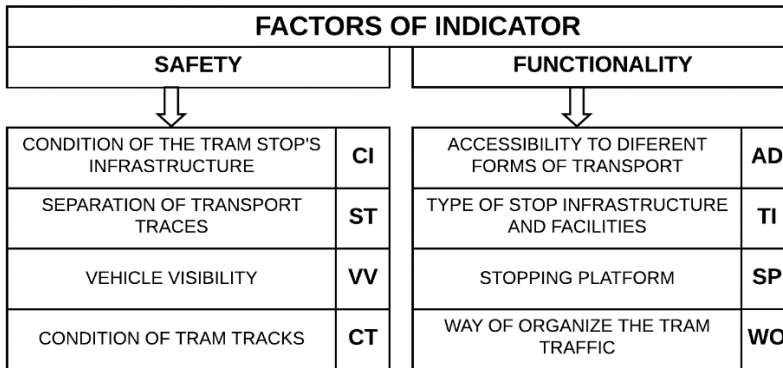 FACTORS OF INDICATOR
SAFETY
CONDITION OF THE TRAM STOP'S
INFRASTRUCTURE
CI
SEPARATION OF TRANSPORT
TRACES
ST
VEHICLE VISIBILITY
VV
CONDITION OF TRAM TRACKS
CT
FUNCTIONALITY
ACCESSIBILITY TO DIFERENT
FORMS OF TRANSPORT
AD
TYPE OF STOP INFRASTRUCTURE
AND FACILITIES
TI
STOPPING PLATFORM
SP
WAY OF ORGANIZE THE TRAM
TRAFFIC
WO